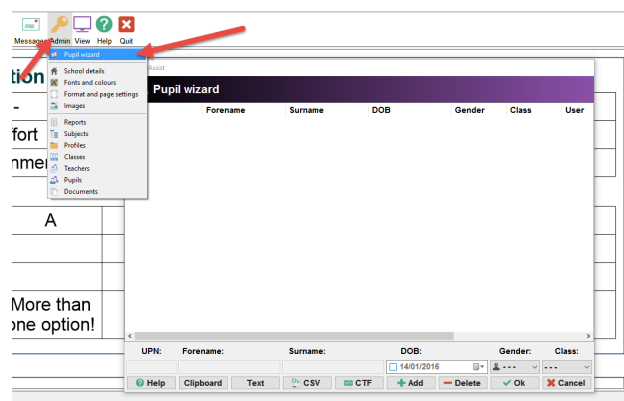 Messages Admin View Help Quit
Pupil wizard
School details
Fonts and colours
Format and page settings
Images
Reports
Subjects
Profiles
Classes
Teachers
Pupils
Documents
tion
-
fort
nmer
A
More than
one option!
Assist
Pupil wizard
Forename Surname DOB Gender Class User
UPN: Forename: Surname: DOB: Gender: Class:
14/01/2016 --- ---
Help Clipboard Text CSV CTF Add Delete Ok Cancel